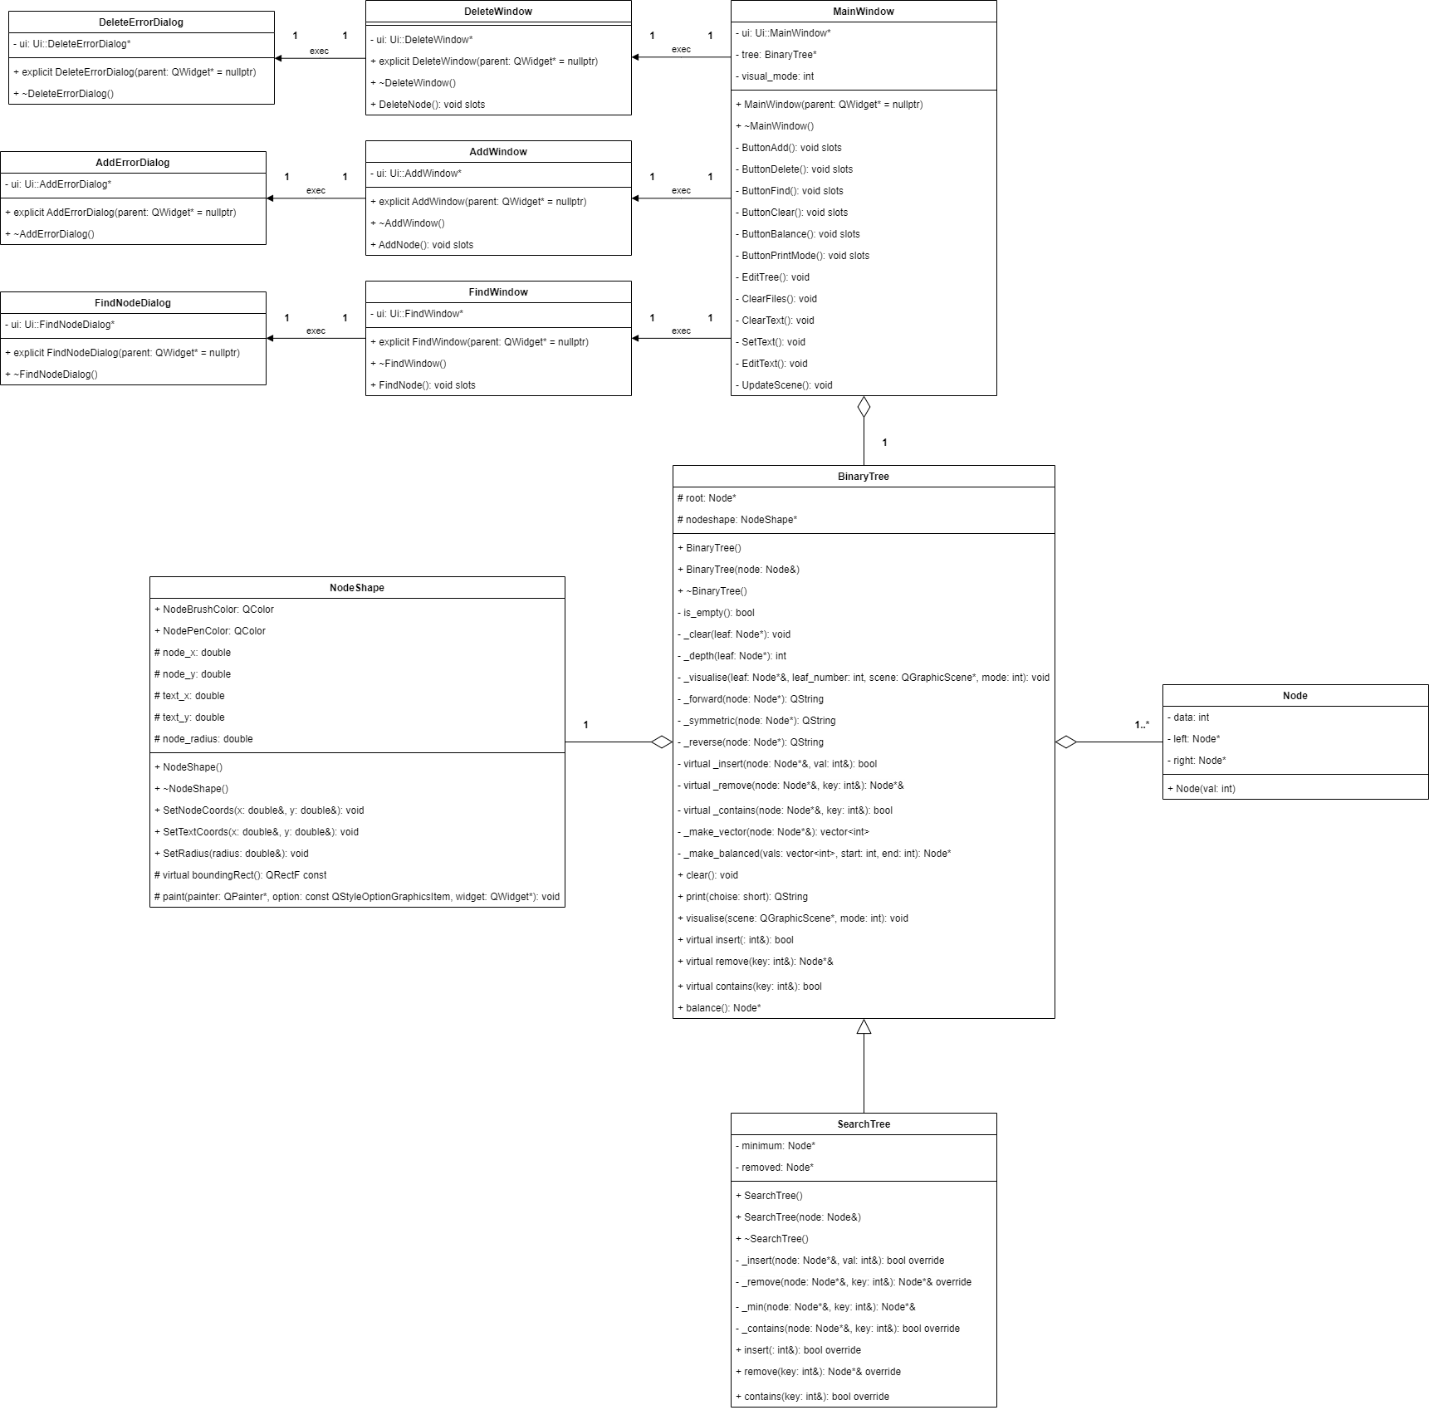 DeleteErrorDialog
- ui: Ui::DeleteErrorDialog*
+ explicit DeleteErrorDialog(parent: QWidget* = nullptr)
+ ~DeleteErrorDialog()
1
1
exec
DeleteWindow
- ui: Ui::DeleteWindow*
+ explicit DeleteWindow(parent: QWidget* = nullptr)
+ ~DeleteWindow()
+ DeleteNode(): void slots
1
1
exec
MainWindow
- ui: Ui::MainWindow*
- tree: BinaryTree*
- visual_mode: int
+ MainWindow(parent: QWidget* = nullptr)
+ ~MainWindow()
- ButtonAdd(): void slots
- ButtonDelete(): void slots
- ButtonFind(): void slots
- ButtonClear(): void slots
- ButtonBalance(): void slots
- ButtonPrintMode(): void slots
- EditTree(): void
- ClearFiles(): void
- ClearText(): void
- SetText(): void
- EditText(): void
- UpdateScene(): void
AddErrorDialog
- ui: Ui::AddErrorDialog*
+ explicit AddErrorDialog(parent: QWidget* = nullptr)
+ ~AddErrorDialog()
1
1
exec
AddWindow
- ui: Ui::AddWindow*
+ explicit AddWindow(parent: QWidget* = nullptr)
+ ~AddWindow()
+ AddNode(): void slots
1
1
exec
FindNodeDialog
- ui: Ui::FindNodeDialog*
+ explicit FindNodeDialog(parent: QWidget* = nullptr)
+ ~FindNodeDialog()
1
1
exec
FindWindow
- ui: Ui::FindWindow*
+ explicit FindWindow(parent: QWidget* = nullptr)
+ ~FindWindow()
+ FindNode(): void slots
1
1
exec
1
BinaryTree
# root: Node*
# nodeshape: NodeShape*
+ BinaryTree()
+ BinaryTree(node: Node&)
+ ~BinaryTree()
- is_empty(): bool
- _clear(leaf: Node*): void
- _depth(leaf: Node*): int
- _visualise(leaf: Node*&, leaf_number: int, scene: QGraphicScene*, mode: int): void
- _forward(node: Node*): QString
- _symmetric(node: Node*): QString
- _reverse(node: Node*): QString
- virtual _insert(node: Node*&, val: int&): bool
- virtual _remove(node: Node*&, key: int&): Node*&
- virtual _contains(node: Node*&, key: int&): bool
- _make_vector(node: Node*&): vector<int>
- _make_balanced(vals: vector<int>, start: int, end: int): Node*
+ clear(): void
+ print(choise: short): QString
+ visualise(scene: QGraphicScene*, mode: int): void
+ virtual insert(: int&): bool
+ virtual remove(key: int&): Node*&
+ virtual contains(key: int&): bool
+ balance(): Node*
NodeShape
+ NodeBrushColor: QColor
+ NodePenColor: QColor
# node_x: double
# node_y: double
# text_x: double
# text_y: double
# node_radius: double
+ NodeShape()
+ ~NodeShape()
+ SetNodeCoords(x: double&, y: double&): void
+ SetTextCoords(x: double&, y: double&): void
+ SetRadius(radius: double&): void
# virtual boundingRect(): QRectF const
# paint(painter: QPainter*, option: const QStyleOptionGraphicsItem, widget: QWidget*): void
1
1..*
Node
- data: int
- left: Node*
- right: Node*
+ Node(val: int)
SearchTree
- minimum: Node*
- removed: Node*
+ SearchTree()
+ SearchTree(node: Node&)
+ ~SearchTree()
- _insert(node: Node*&, val: int&): bool override
- _remove(node: Node*&, key: int&): Node*& override
- _min(node: Node*&, key: int&): Node*&
- _contains(node: Node*&, key: int&): bool override
+ insert(: int&): bool override
+ remove(key: int&): Node*& override
+ contains(key: int&): bool override